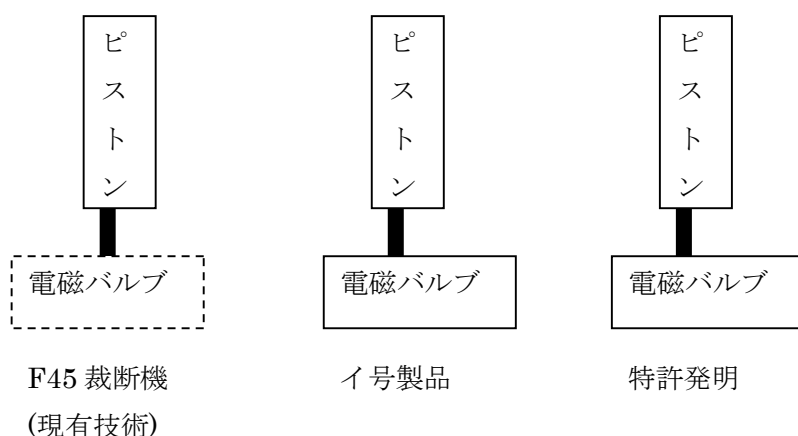 ピストン
ピストン
ピストン
電磁バルブ
電磁バルブ
電磁バルブ
F45 裁断機
イ号製品
特許発明
(現有技術)